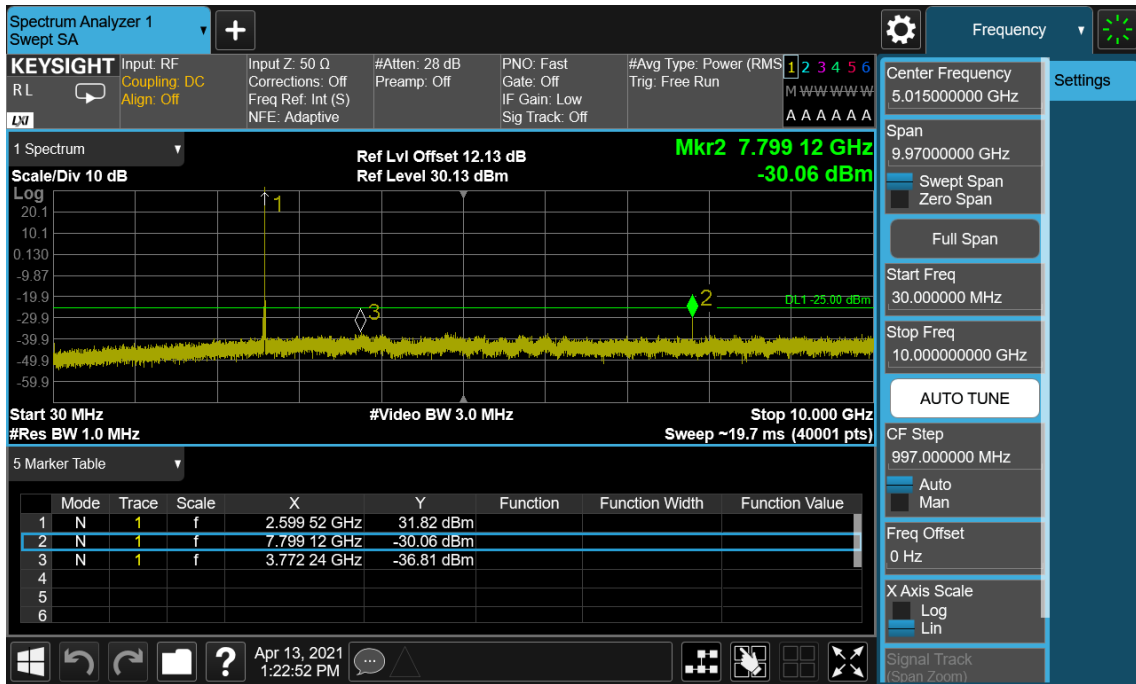 Spectrum Analyzer 1
Swept SA
+
Frequency
KEYSIGHT
RL
LXI
Input: RF
Coupling: DC
Align: Off
Input Z: 50 Ω
Corrections: Off
Freq Ref: Int (S)
NFE: Adaptive
#Atten: 28 dB
Preamp: Off
PNO: Fast
Gate: Off
IF Gain: Low
Sig Track: Off
#Avg Type: Power (RMS
Trig: Free Run
1 2 3 4 5 6
M W W W W W
A A A A A A
1 Spectrum
Scale/Div 10 dB
Ref Lvl Offset 12.13 dB
Ref Level 30.13 dBm
Mkr2 7.799 12 GHz
-30.06 dBm
Log
20.1
10.1
0.130
-9.87
-19.9
-29.9
-39.9
-49.9
-59.9
1
2
3
DL1 -25.00 dBm
Start 30 MHz
#Video BW 3.0 MHz
Stop 10.000 GHz
#Res BW 1.0 MHz
Sweep ~19.7 ms (40001 pts)
5 Marker Table
Mode Trace Scale X Y Function Function Width Function Value
1 N 1 f 2.599 52 GHz 31.82 dBm
2 N 1 f 7.799 12 GHz -30.06 dBm
3 N 1 f 3.772 24 GHz -36.81 dBm
4
5
6
?
Apr 13, 2021
1:22:52 PM
Center Frequency
5.015000000 GHz
Span
9.97000000 GHz
Swept Span
Zero Span
Full Span
Start Freq
30.000000 MHz
Stop Freq
10.000000000 GHz
AUTO TUNE
CF Step
997.000000 MHz
Auto
Man
Freq Offset
0 Hz
X Axis Scale
Log
Lin
Signal Track
(Span Zoom)
Settings